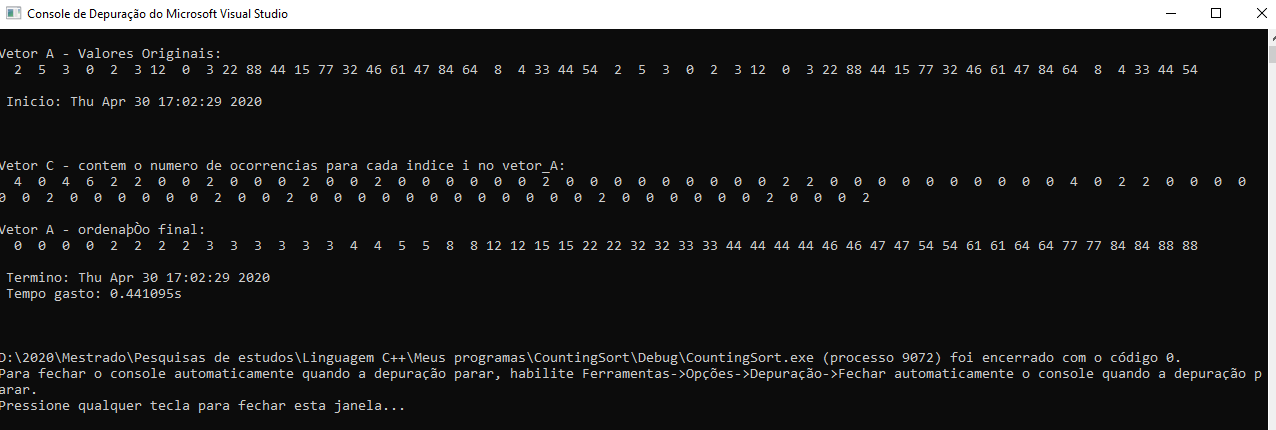 Console de Depuração do Microsoft Visual Studio
Vetor A - Valores Originais:
2 5 3 0 2 3 12 0 3 22 88 44 15 77 32 46 61 47 84 64 8 4 33 44 54 2 5 3 0 2 3 12 0 3 22 88 44 15 77 32 46 61 47 84 64 8 4 33 44 54
Inicio: Thu Apr 30 17:02:29 2020
Vetor C - contem o numero de ocorrencias para cada indice i no vetor_A:
4 0 4 6 2 2 0 0 2 0 0 0 2 0 0 2 0 0 0 0 0 0 2 0 0 0 0 0 0 0 0 0 2 2 0 0 0 0 0 0 0 0 0 0 4 0 2 2 0 0 0 0
0 0 2 0 0 0 0 0 0 2 0 0 2 0 0 0 0 0 0 0 0 0 0 0 0 2 0 0 0 0 0 0 2 0 0 0 2
Vetor A - ordenaþÒo final:
0 0 0 0 2 2 2 2 3 3 3 3 3 3 4 4 5 5 8 8 12 12 15 15 22 22 32 32 33 33 44 44 44 44 46 46 47 47 54 54 61 61 64 64 77 77 84 84 88 88
Termino: Thu Apr 30 17:02:29 2020
Tempo gasto: 0.441095s
D:\2020\Mestrado\Pesquisas de estudos\Linguagem C++\Meus programas\CountingSort\Debug\CountingSort.exe (processo 9072) foi encerrado com o código 0.
Para fechar o console automaticamente quando a depuração parar, habilite Ferramentas->Opções->Depuração->Fechar automaticamente o console quando a depuração p
arar.
Pressione qualquer tecla para fechar esta janela...